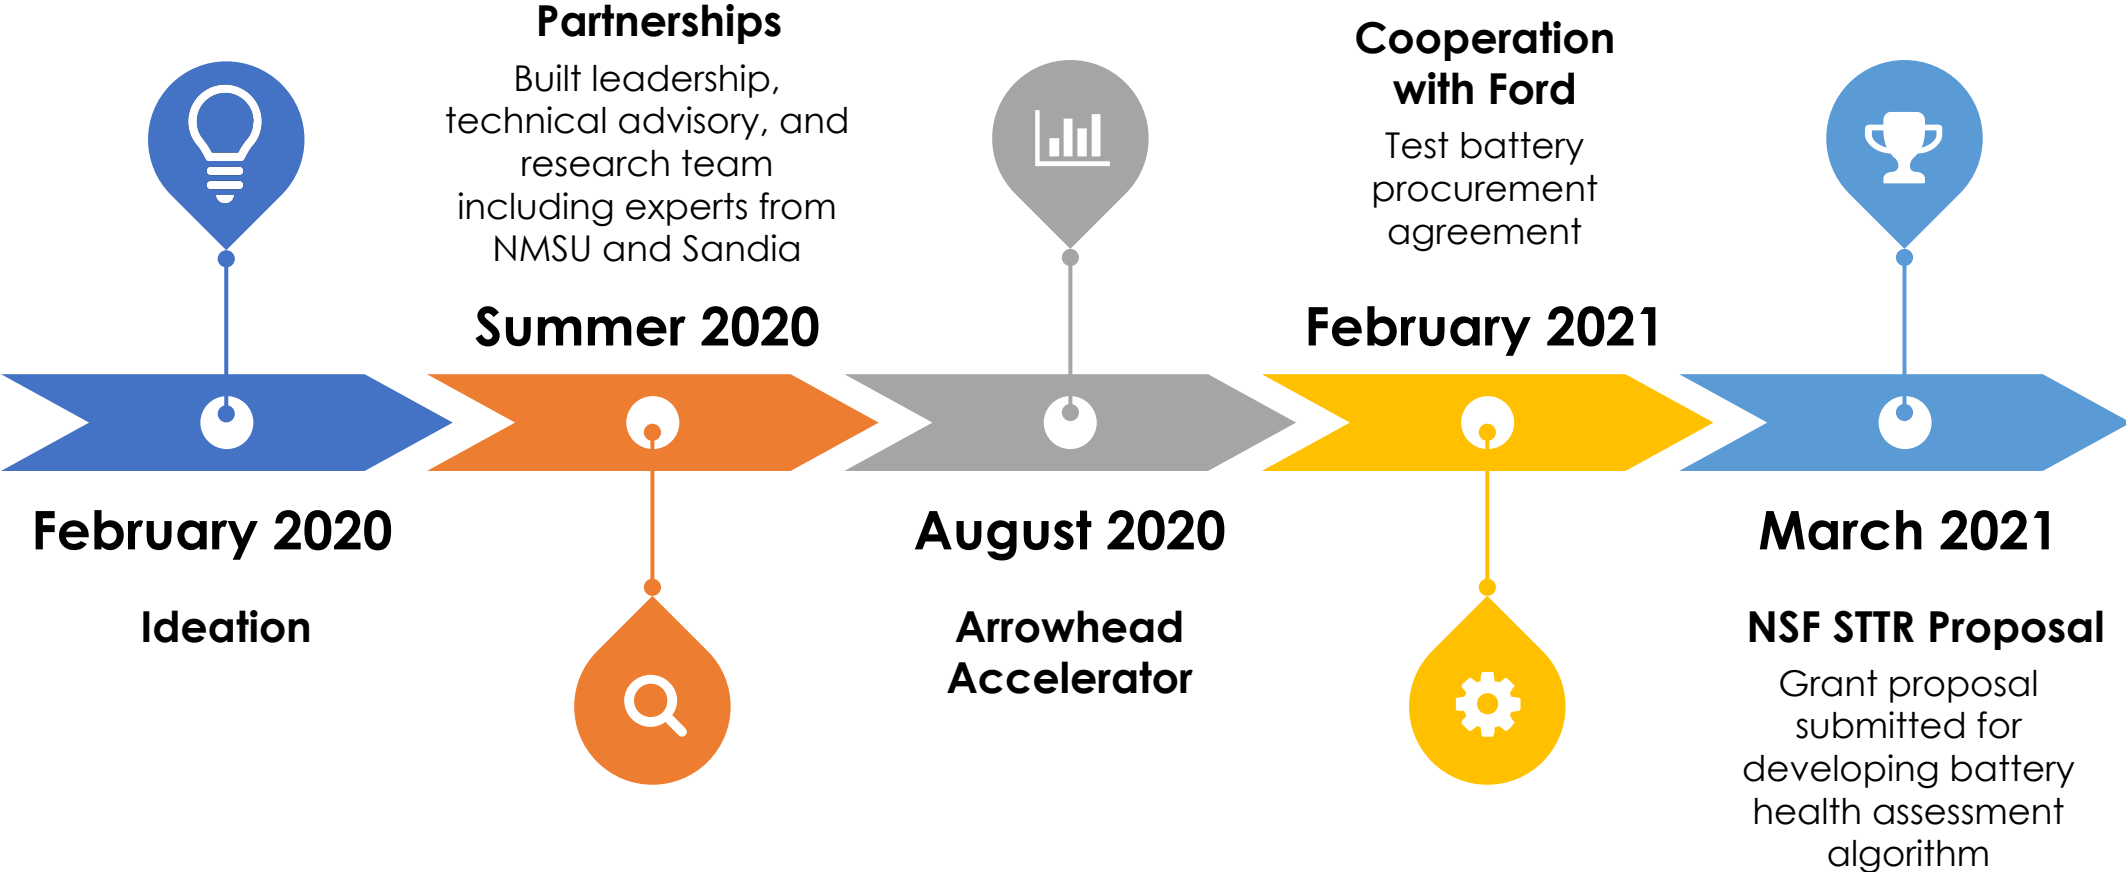 February 2020
Ideation
Partnerships
Built leadership,
technical advisory, and
research team
including experts from
NMSU and Sandia
Summer 2020
August 2020
Arrowhead
Accelerator
Cooperation
with Ford
Test battery
procurement
agreement
February 2021
March 2021
NSF STTR Proposal
Grant proposal
submitted for
developing battery
health assessment
algorithm